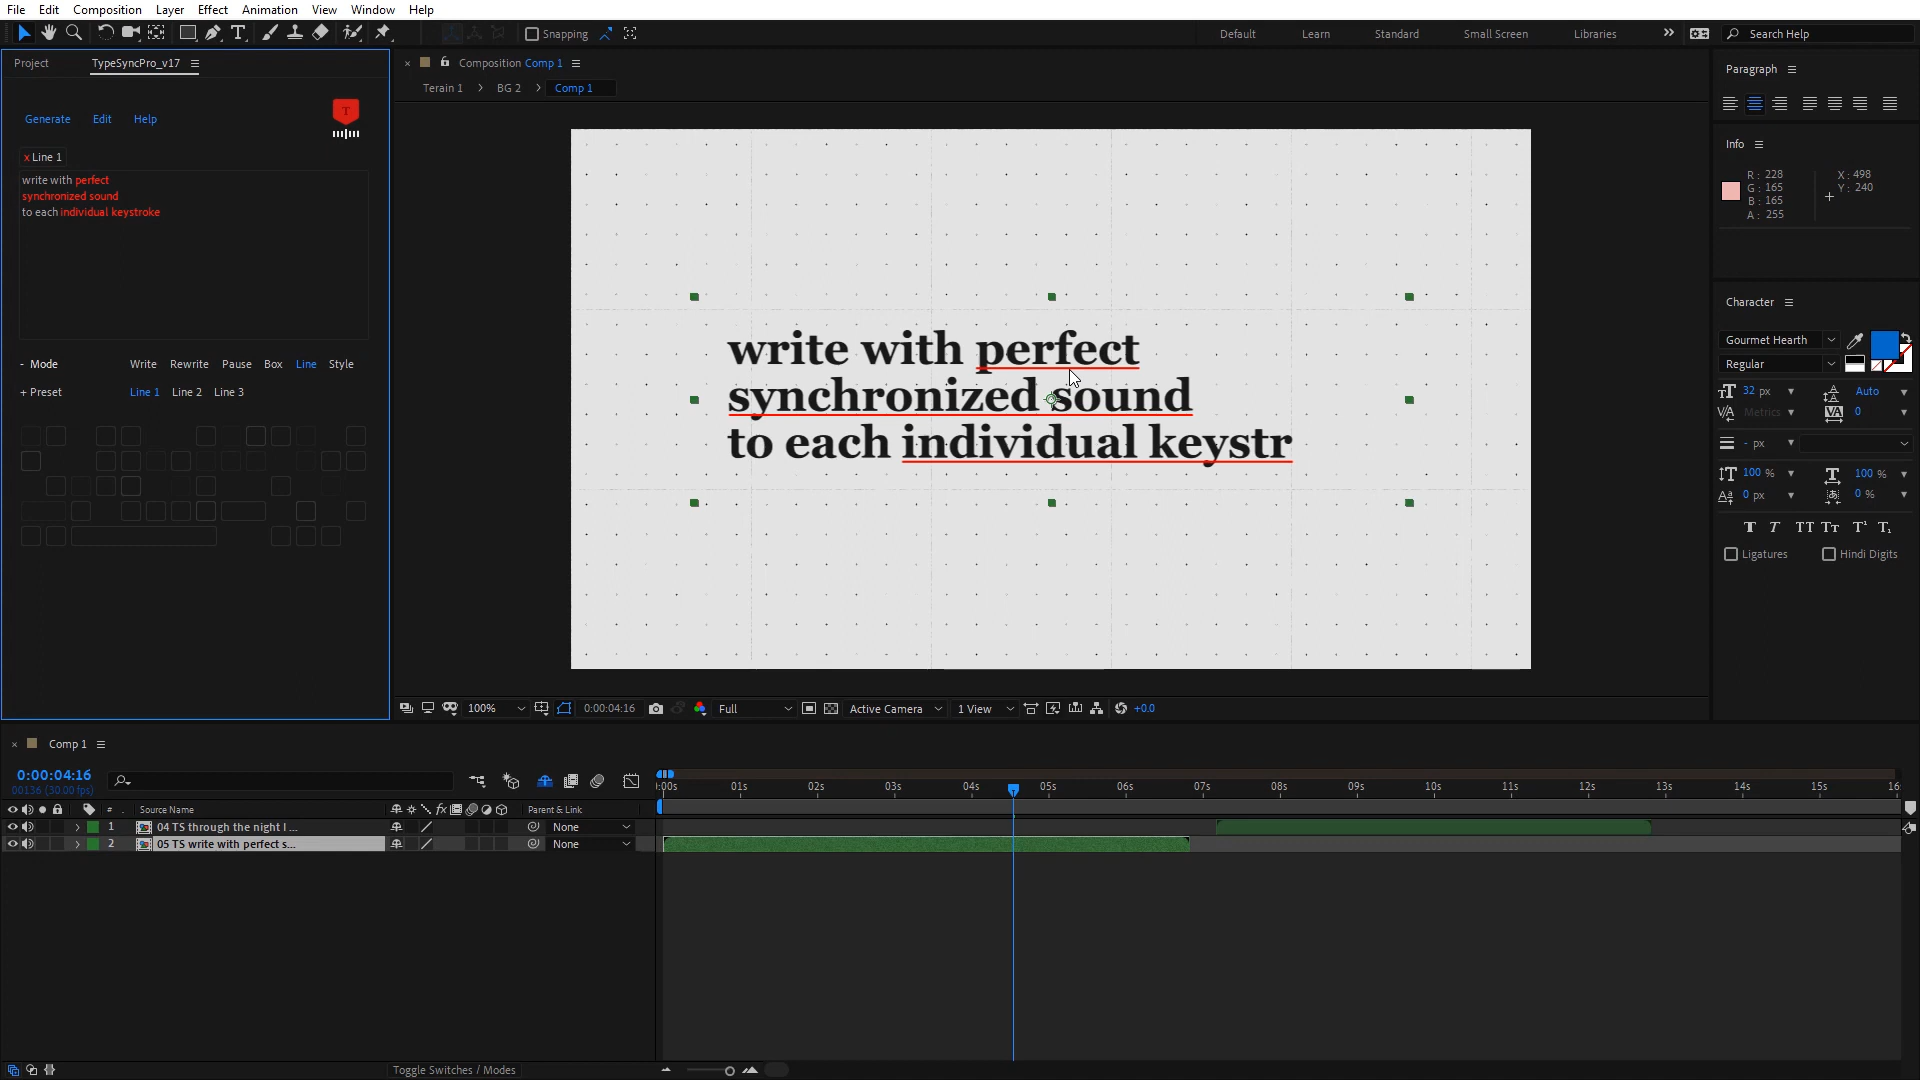 File Edit Composition Layer Effect Animation View Window Help
Snapping
Default Learn Standard Small Screen Libraries
Search Help
Project TypeSyncPro_v17
Composition Comp 1
Terain 1 BG 2 Comp 1
Generate Edit Help
T
x Line 1
write with perfect
synchronized sound
to each individual keystroke
- Mode Write Rewrite Pause Box Line Style
+ Preset Line 1 Line 2 Line 3
write with perfect
synchronized sound
to each individual keystr
100% 0:00:04:16 Full Active Camera 1 View +0.0
Paragraph
Info
R: 228 X: 498
G: 165 Y: 240
B: 165
A: 255
Character
Gourmet Hearth
Regular
32 px Auto
Metrics 0
- px
100 % 100 %
0 px 0 %
Ligatures Hindi Digits
Comp 1
0:00:04:16
00136 (30.00 fps)
:00s 01s 02s 03s 04s 05s 06s 07s 08s 09s 10s 11s 12s 13s 14s 15s 16
# Source Name Parent & Link
1 04 TS through the night I ... None
2 05 TS write with perfect s... None
Toggle Switches / Modes